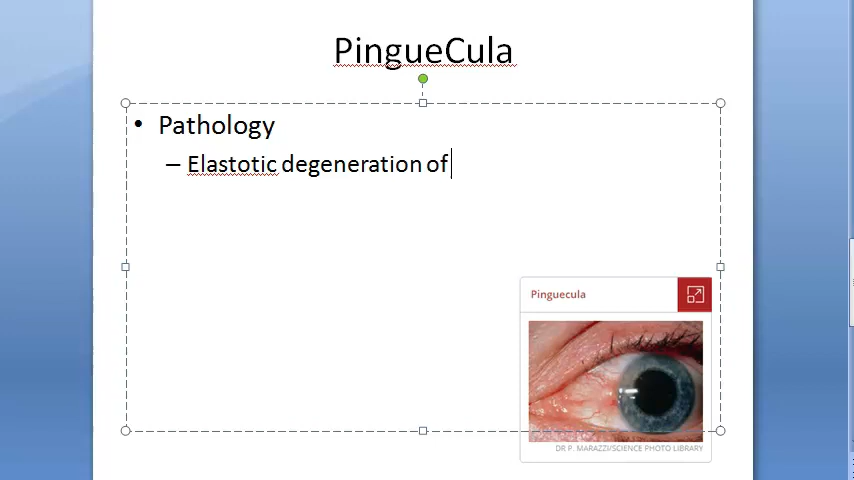 PingueCula
• Pathology
– Elastotic degeneration of
Pinguecula
DR P. MARAZZI/SCIENCE PHOTO LIBRARY